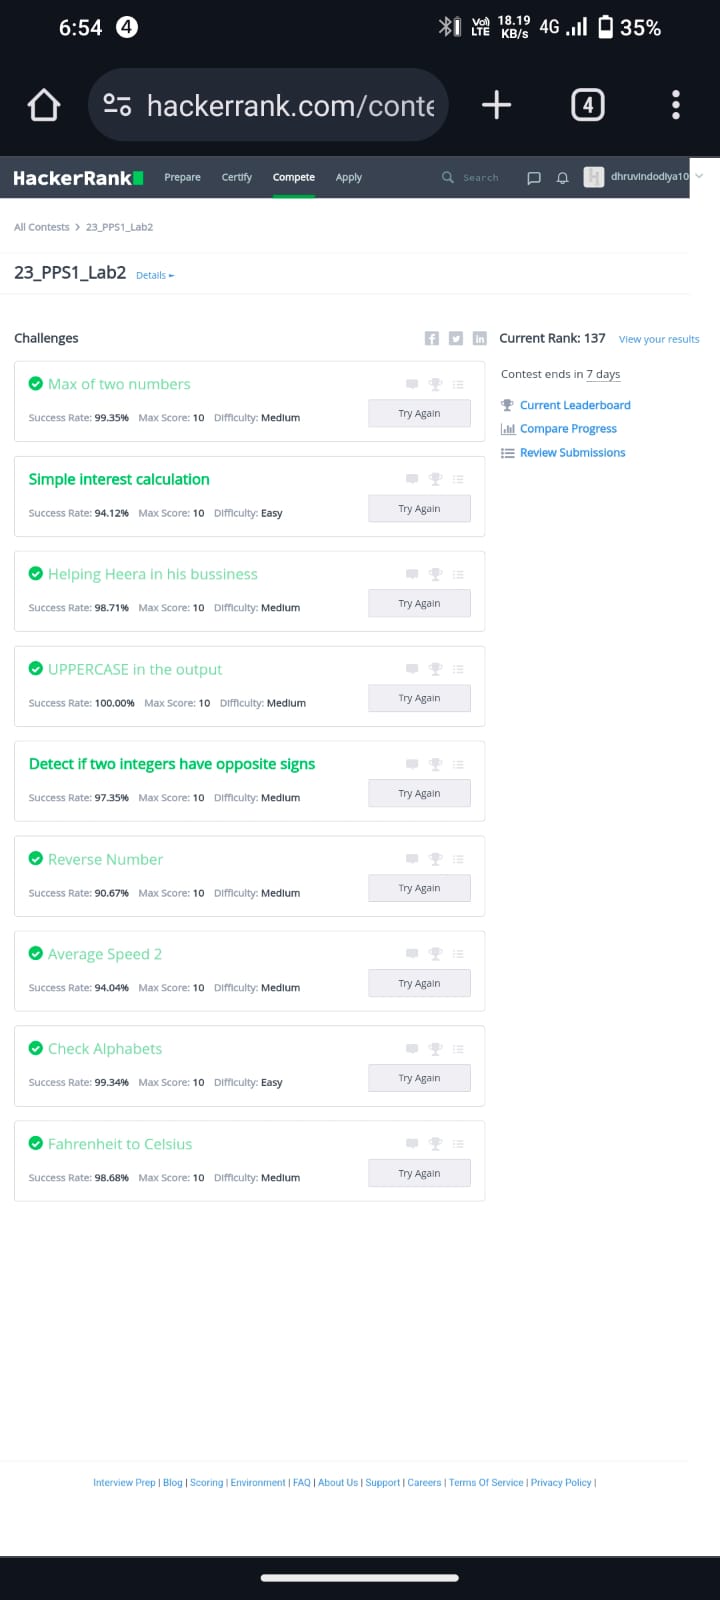 6:54 4 Vo) LTE 18.19 KB/s 4G 35%
hackerrank.com/conte 4
HackerRank Prepare Certify Compete Apply Search dhruvindodiya10
All Contests > 23_PPS1_Lab2
23_PPS1_Lab2 Details
Challenges
Max of two numbers
Success Rate: 99.35% Max Score: 10 Difficulty: Medium Try Again
Simple interest calculation
Success Rate: 94.12% Max Score: 10 Difficulty: Easy Try Again
Helping Heera in his bussiness
Success Rate: 98.71% Max Score: 10 Difficulty: Medium Try Again
UPPERCASE in the output
Success Rate: 100.00% Max Score: 10 Difficulty: Medium Try Again
Detect if two integers have opposite signs
Success Rate: 97.35% Max Score: 10 Difficulty: Medium Try Again
Reverse Number
Success Rate: 90.67% Max Score: 10 Difficulty: Medium Try Again
Average Speed 2
Success Rate: 94.04% Max Score: 10 Difficulty: Medium Try Again
Check Alphabets
Success Rate: 99.34% Max Score: 10 Difficulty: Easy Try Again
Fahrenheit to Celsius
Success Rate: 98.68% Max Score: 10 Difficulty: Medium Try Again
Current Rank: 137 View your results
Contest ends in 7 days
Current Leaderboard
Compare Progress
Review Submissions
Interview Prep | Blog | Scoring | Environment | FAQ | About Us | Support | Careers | Terms Of Service | Privacy Policy |